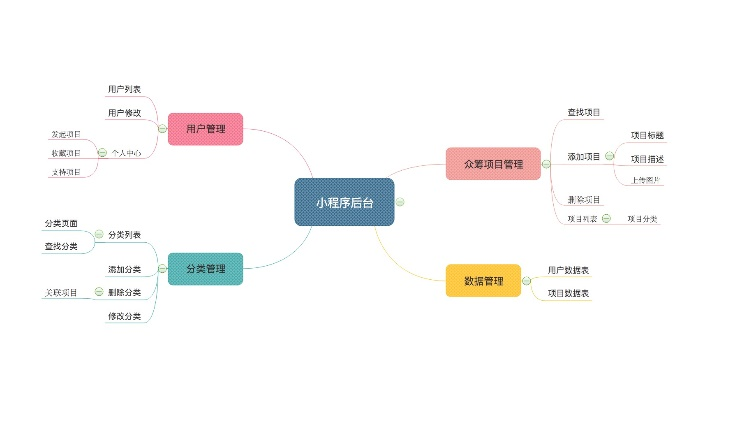 小程序后台
用户管理
用户列表
用户修改
个人中心
发起项目
收藏项目
支持项目
分类管理
分类列表
分类页面
查找分类
添加分类
删除分类
关联项目
修改分类
众筹项目管理
查找项目
添加项目
项目标题
项目描述
上传图片
删除项目
项目列表
项目分类
数据管理
用户数据表
项目数据表